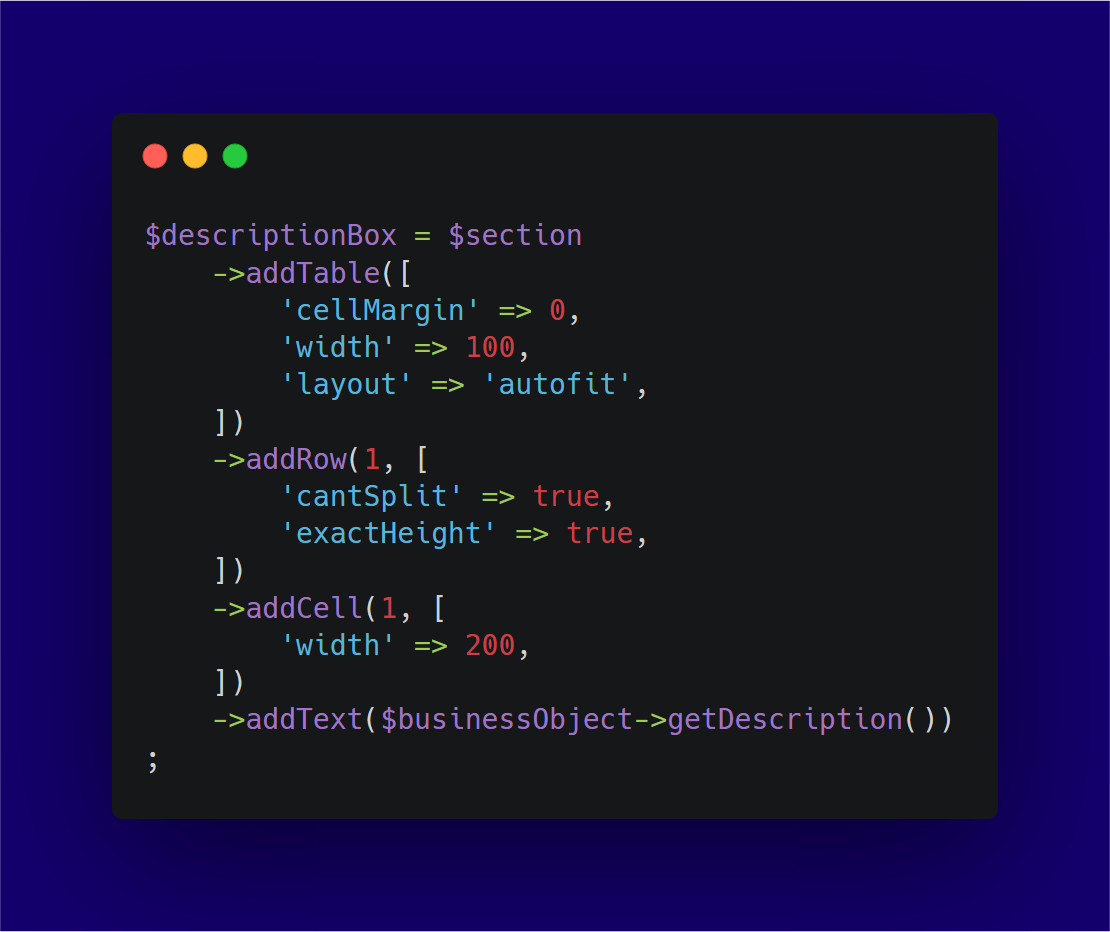 $descriptionBox = $section
    ->addTable([
        'cellMargin' => 0,
        'width' => 100,
        'layout' => 'autofit',
    ])
    ->addRow(1, [
        'cantSplit' => true,
        'exactHeight' => true,
    ])
    ->addCell(1, [
        'width' => 200,
    ])
    ->addText($businessObject->getDescription())
;